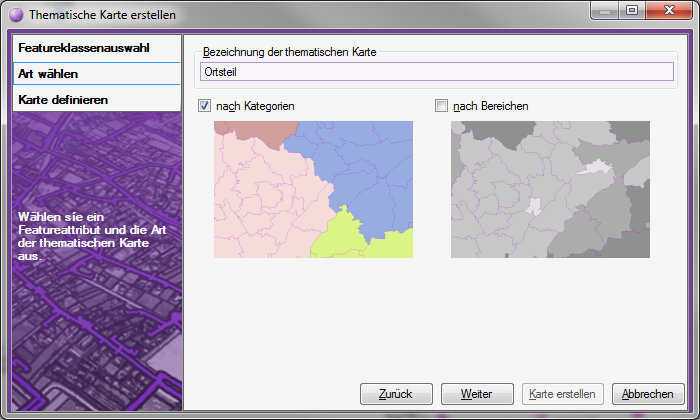 Thematische Karte erstellen
Featureklassenauswahl
Art wählen
Karte definieren
Wählen sie ein
Featureattribut und die Art
der thematischen Karte
aus.
Bezeichnung der thematischen Karte
Ortsteil
nach Kategorien
nach Bereichen
Zurück
Weiter
Karte erstellen
Abbrechen